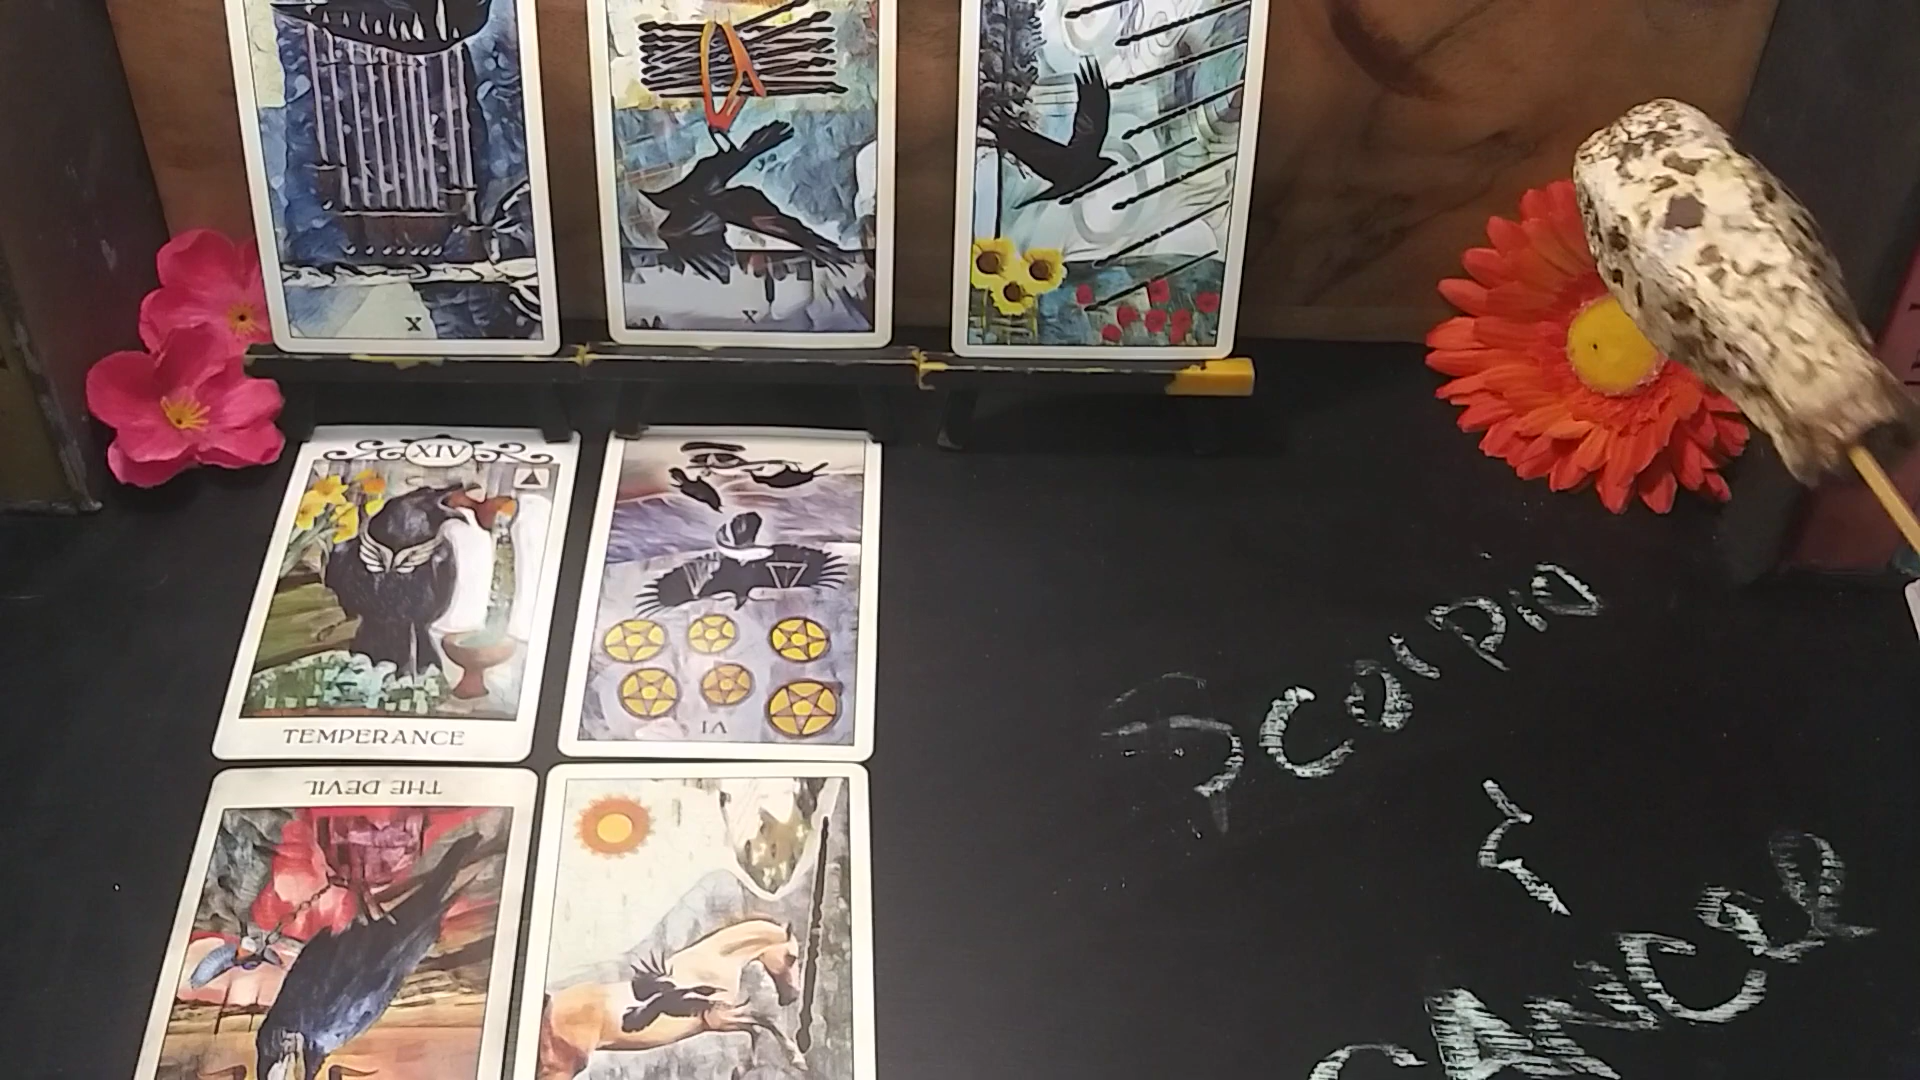 X
X
XIV
TEMPERANCE
VI
THE DEVIL
Scorpio
CANCER